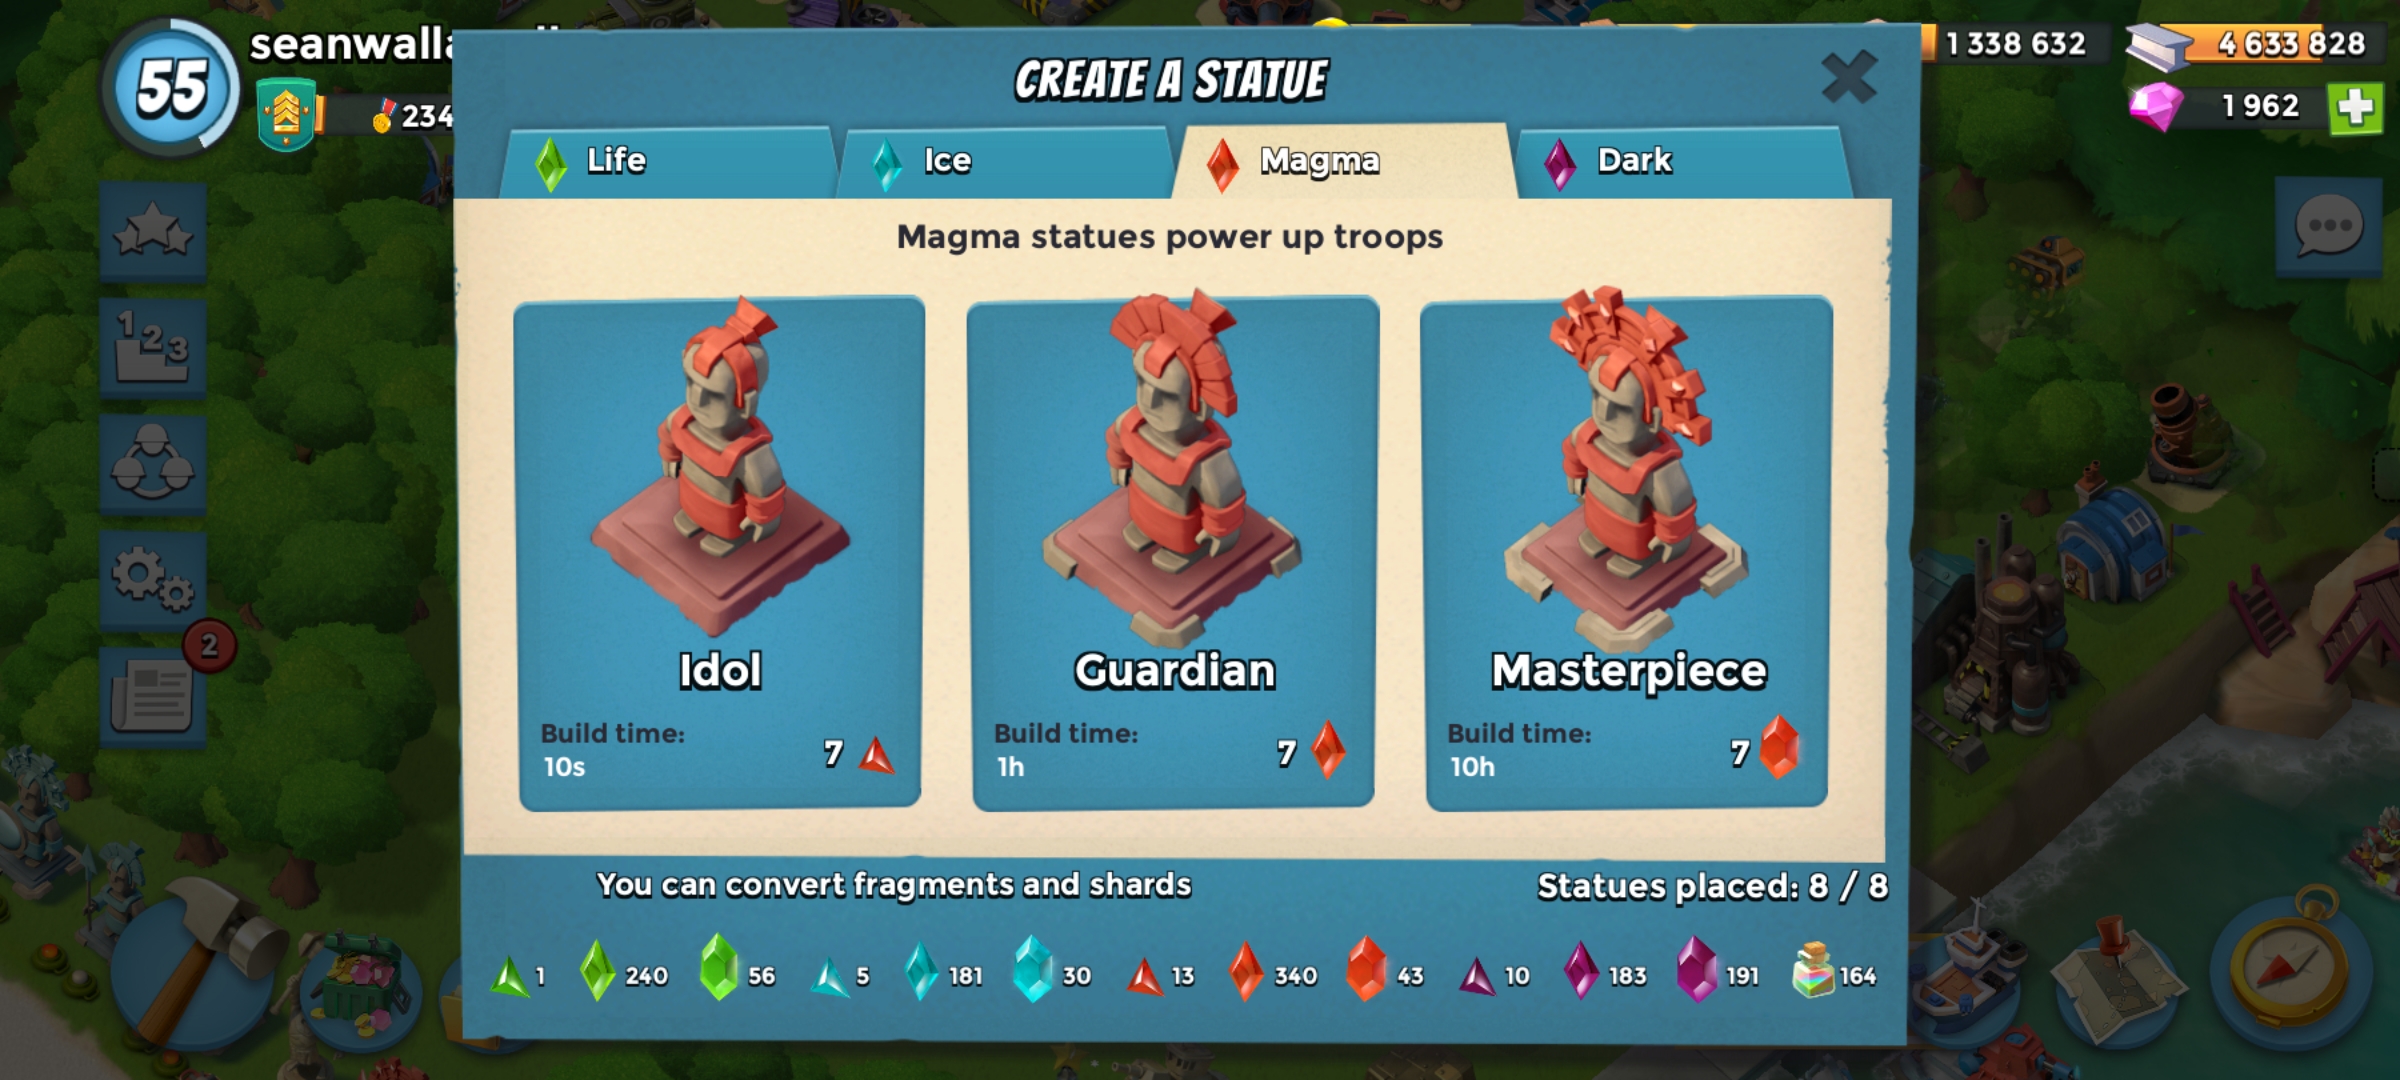 55
CREATE A STATUE
1 338 632
4 633 828
234
1 962
Life
Ice
Magma
Dark
Magma statues power up troops
1 2 3
2
Idol
Build time:
10s
7
Guardian
Build time:
1h
7
Masterpiece
Build time:
10h
7
You can convert fragments and shards
Statues placed: 8 / 8
1
240
56
5
181
30
13
340
43
10
183
191
164